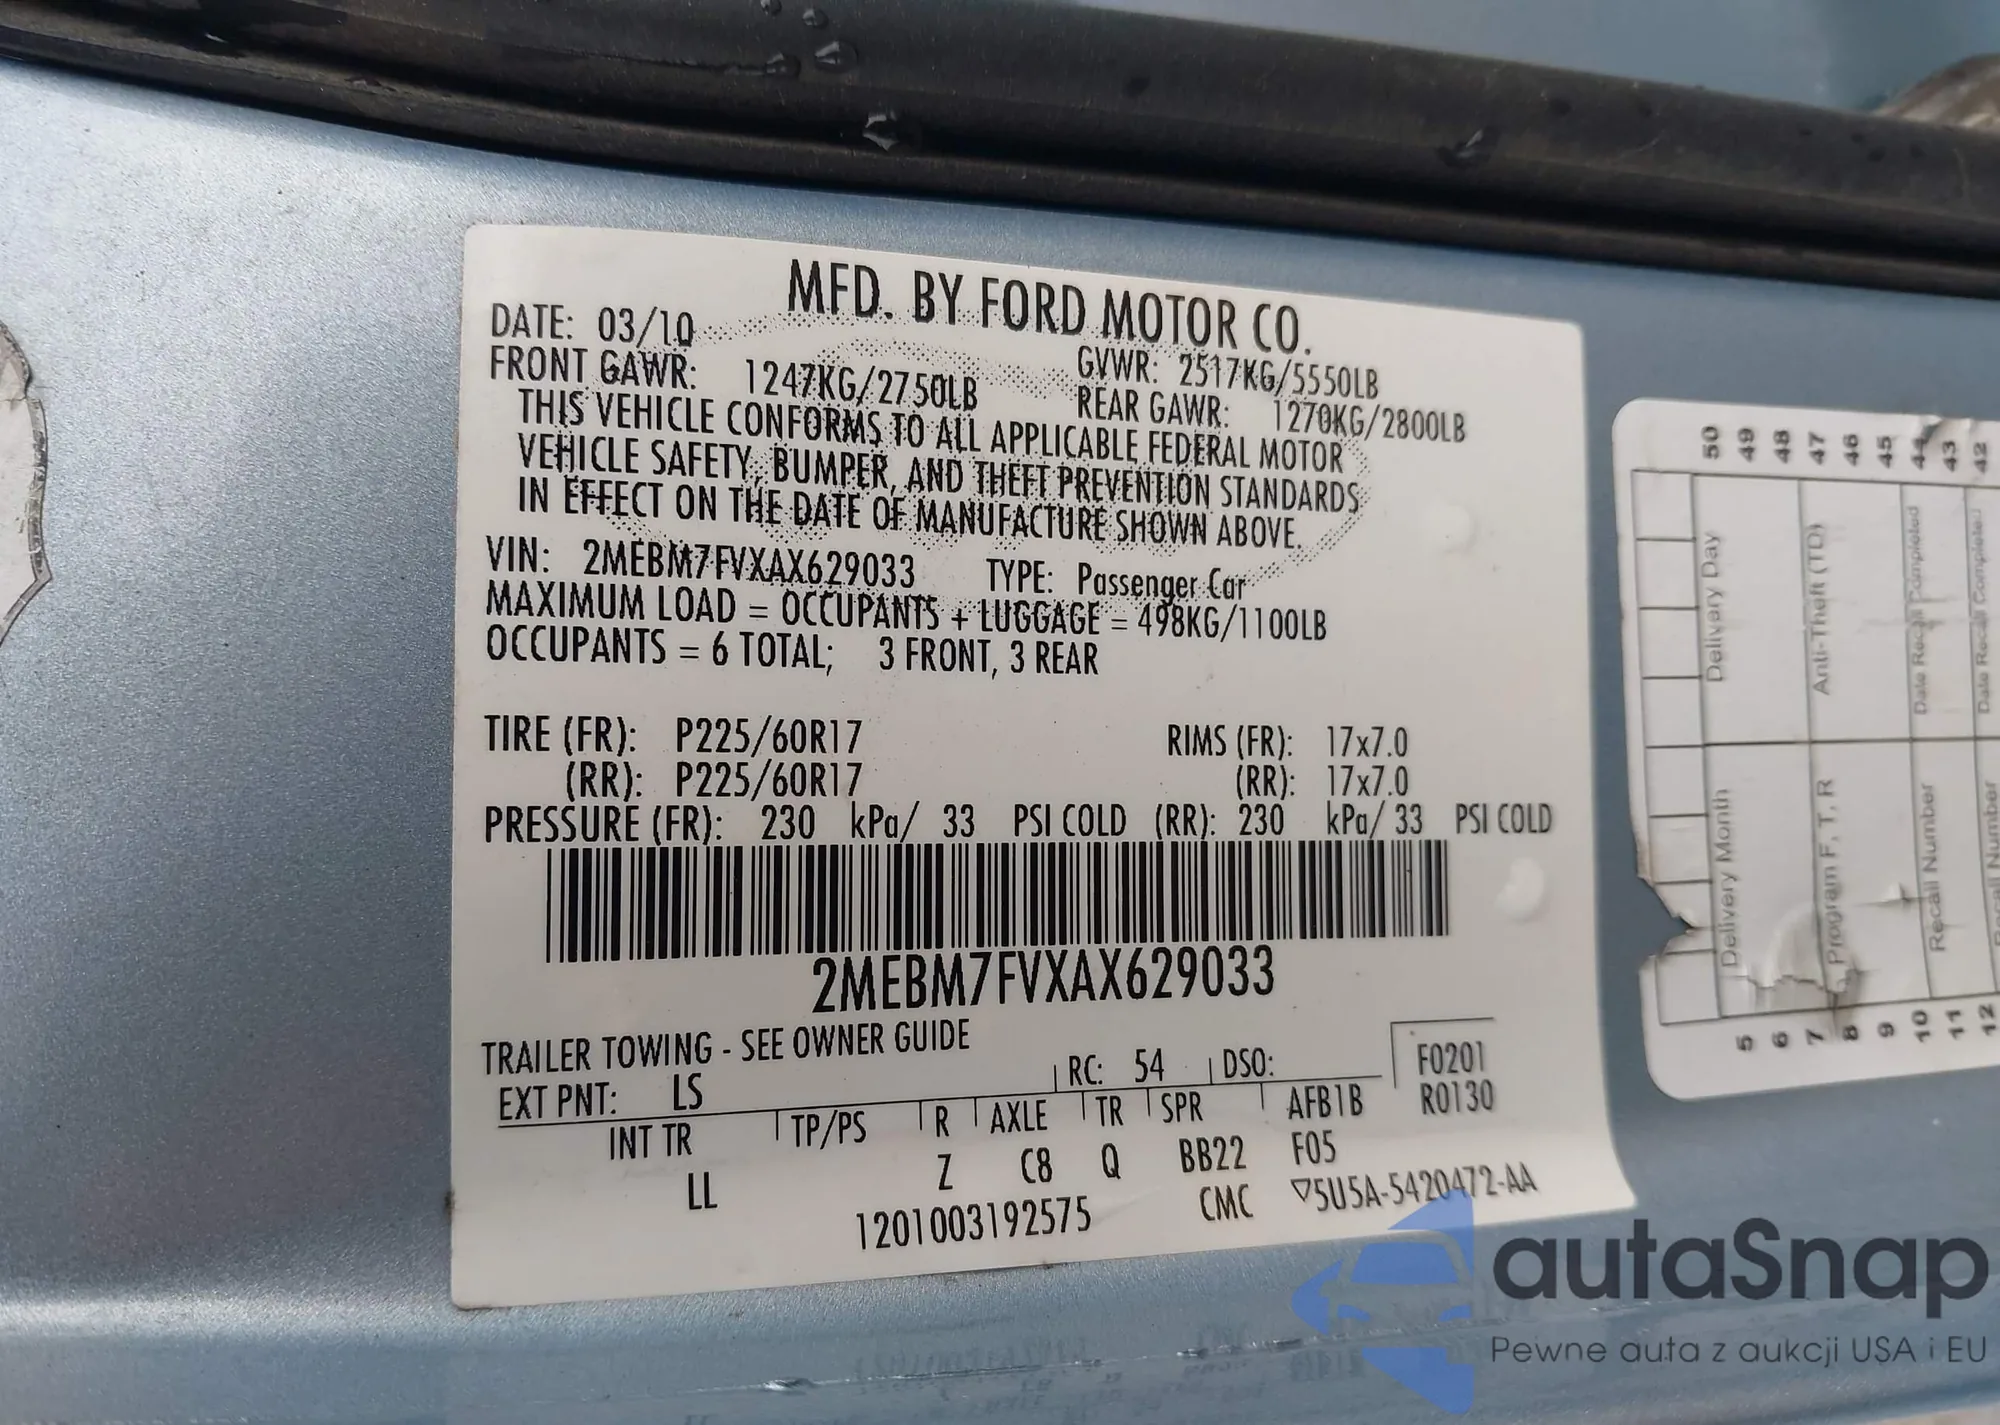 MFD. BY FORD MOTOR CO.
DATE: 03/10
GVWR: 2517KG/5550LB
FRONT GAWR: 1247KG/2750LB
REAR GAWR: 1270KG/2800LB
THIS VEHICLE CONFORMS TO ALL APPLICABLE FEDERAL MOTOR
VEHICLE SAFETY, BUMPER, AND THEFT PREVENTION STANDARDS
IN EFFECT ON THE DATE OF MANUFACTURE SHOWN ABOVE.
VIN: 2MEBM7FVXAX629033 TYPE: Passenger Car
MAXIMUM LOAD = OCCUPANTS + LUGGAGE = 498KG/1100LB
OCCUPANTS = 6 TOTAL; 3 FRONT, 3 REAR
TIRE (FR): P225/60R17 RIMS (FR): 17x7.0
(RR): P225/60R17 (RR): 17x7.0
PRESSURE (FR): 230 kPa/ 33 PSI COLD (RR): 230 kPa/ 33 PSI COLD
2MEBM7FVXAX629033
TRAILER TOWING - SEE OWNER GUIDE
EXT PNT: LS RC: 54 DSO: F0201
INT TR TP/PS R AXLE TR SPR AFB1B R0130
LL Z C8 Q BB22 F05
1201003192575 CMC ▽5U5A-5420472-AA
50 49 48 47 46 45 44 43 42
Delivery Day
Anti-Theft (TD)
Date Recall Completed
Date Recall Completed
Delivery Month
Program F, T, R
Recall Number
Recall Number
5 6 7 8 9 10 11 12
autaSnap
Pewne auta z aukcji USA i EU